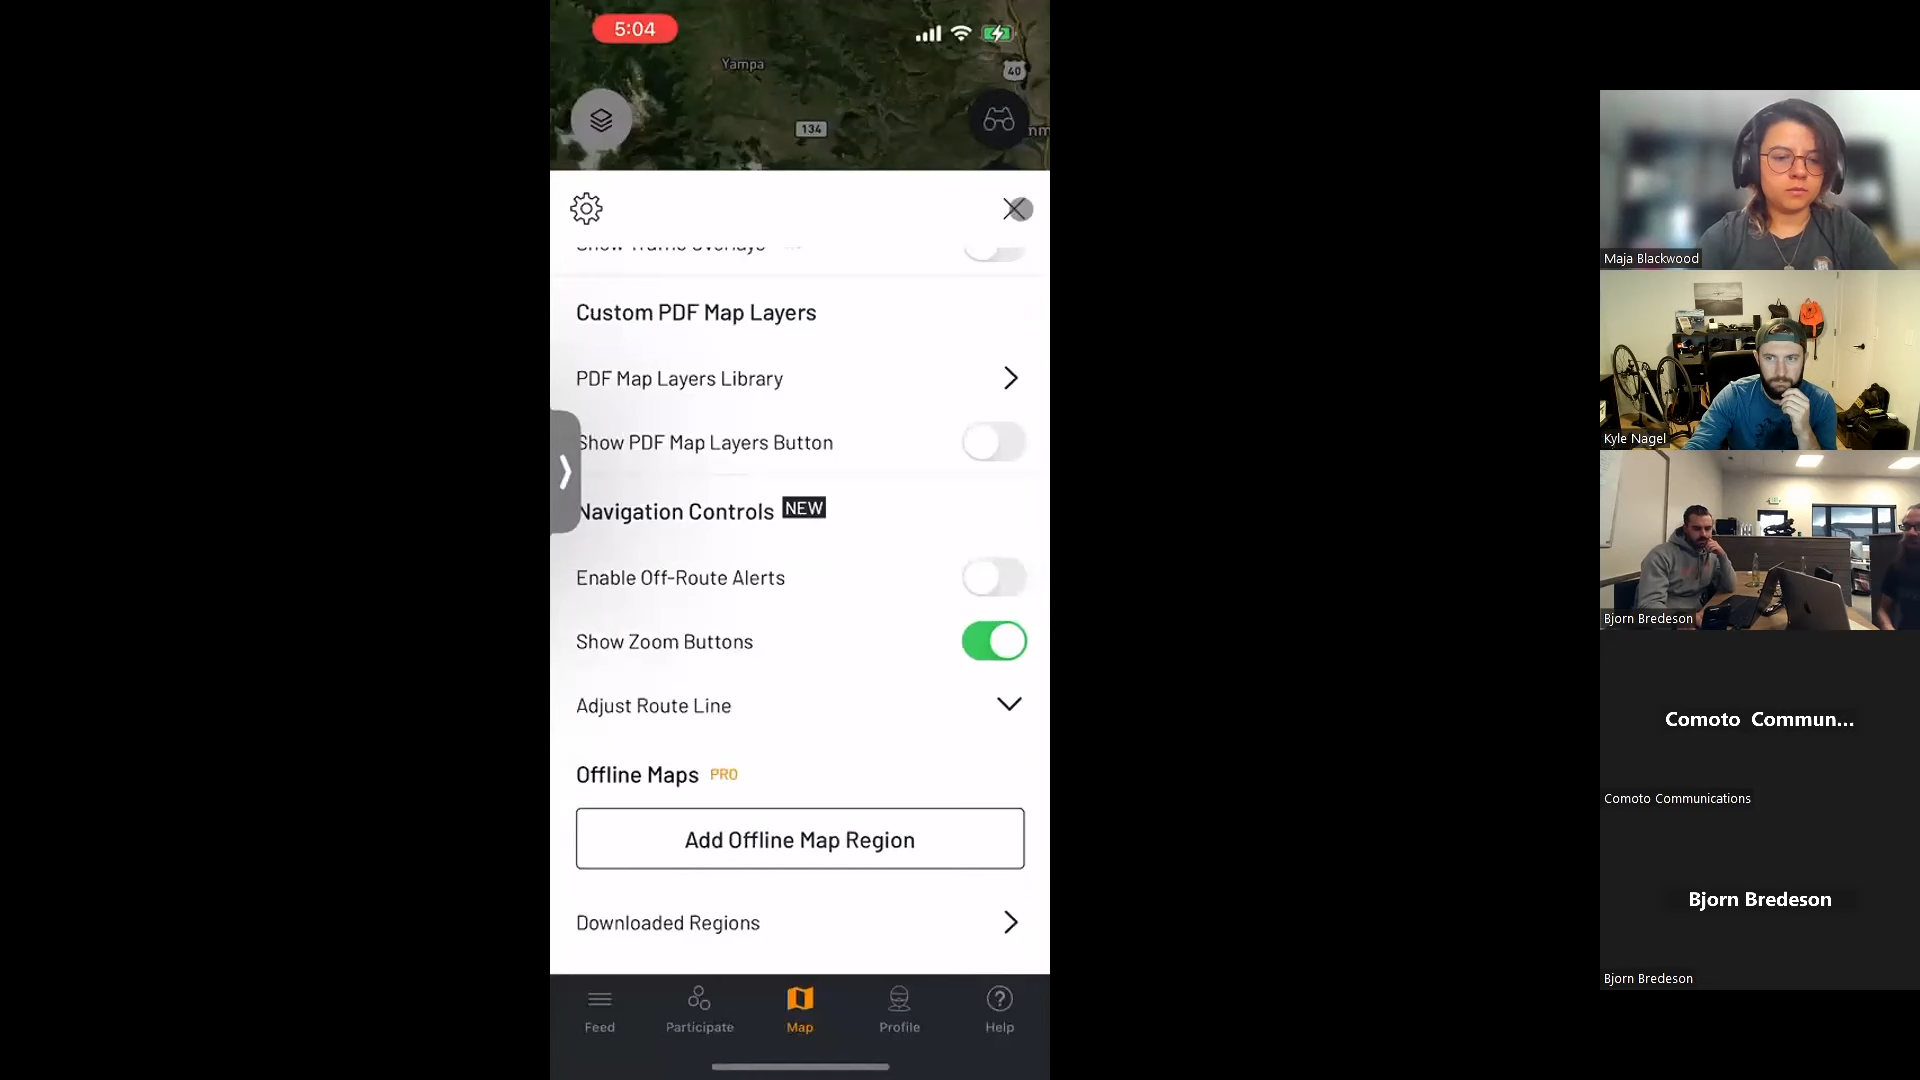 5:04
Yampa
40
134
Show Traffic Overlays
Custom PDF Map Layers
PDF Map Layers Library
Show PDF Map Layers Button
Navigation Controls NEW
Enable Off-Route Alerts
Show Zoom Buttons
Adjust Route Line
Offline Maps PRO
Add Offline Map Region
Downloaded Regions
Feed
Participate
Map
Profile
Help
Maja Blackwood
Kyle Nagel
Bjorn Bredeson
Comoto Commun...
Comoto Communications
Bjorn Bredeson
Bjorn Bredeson